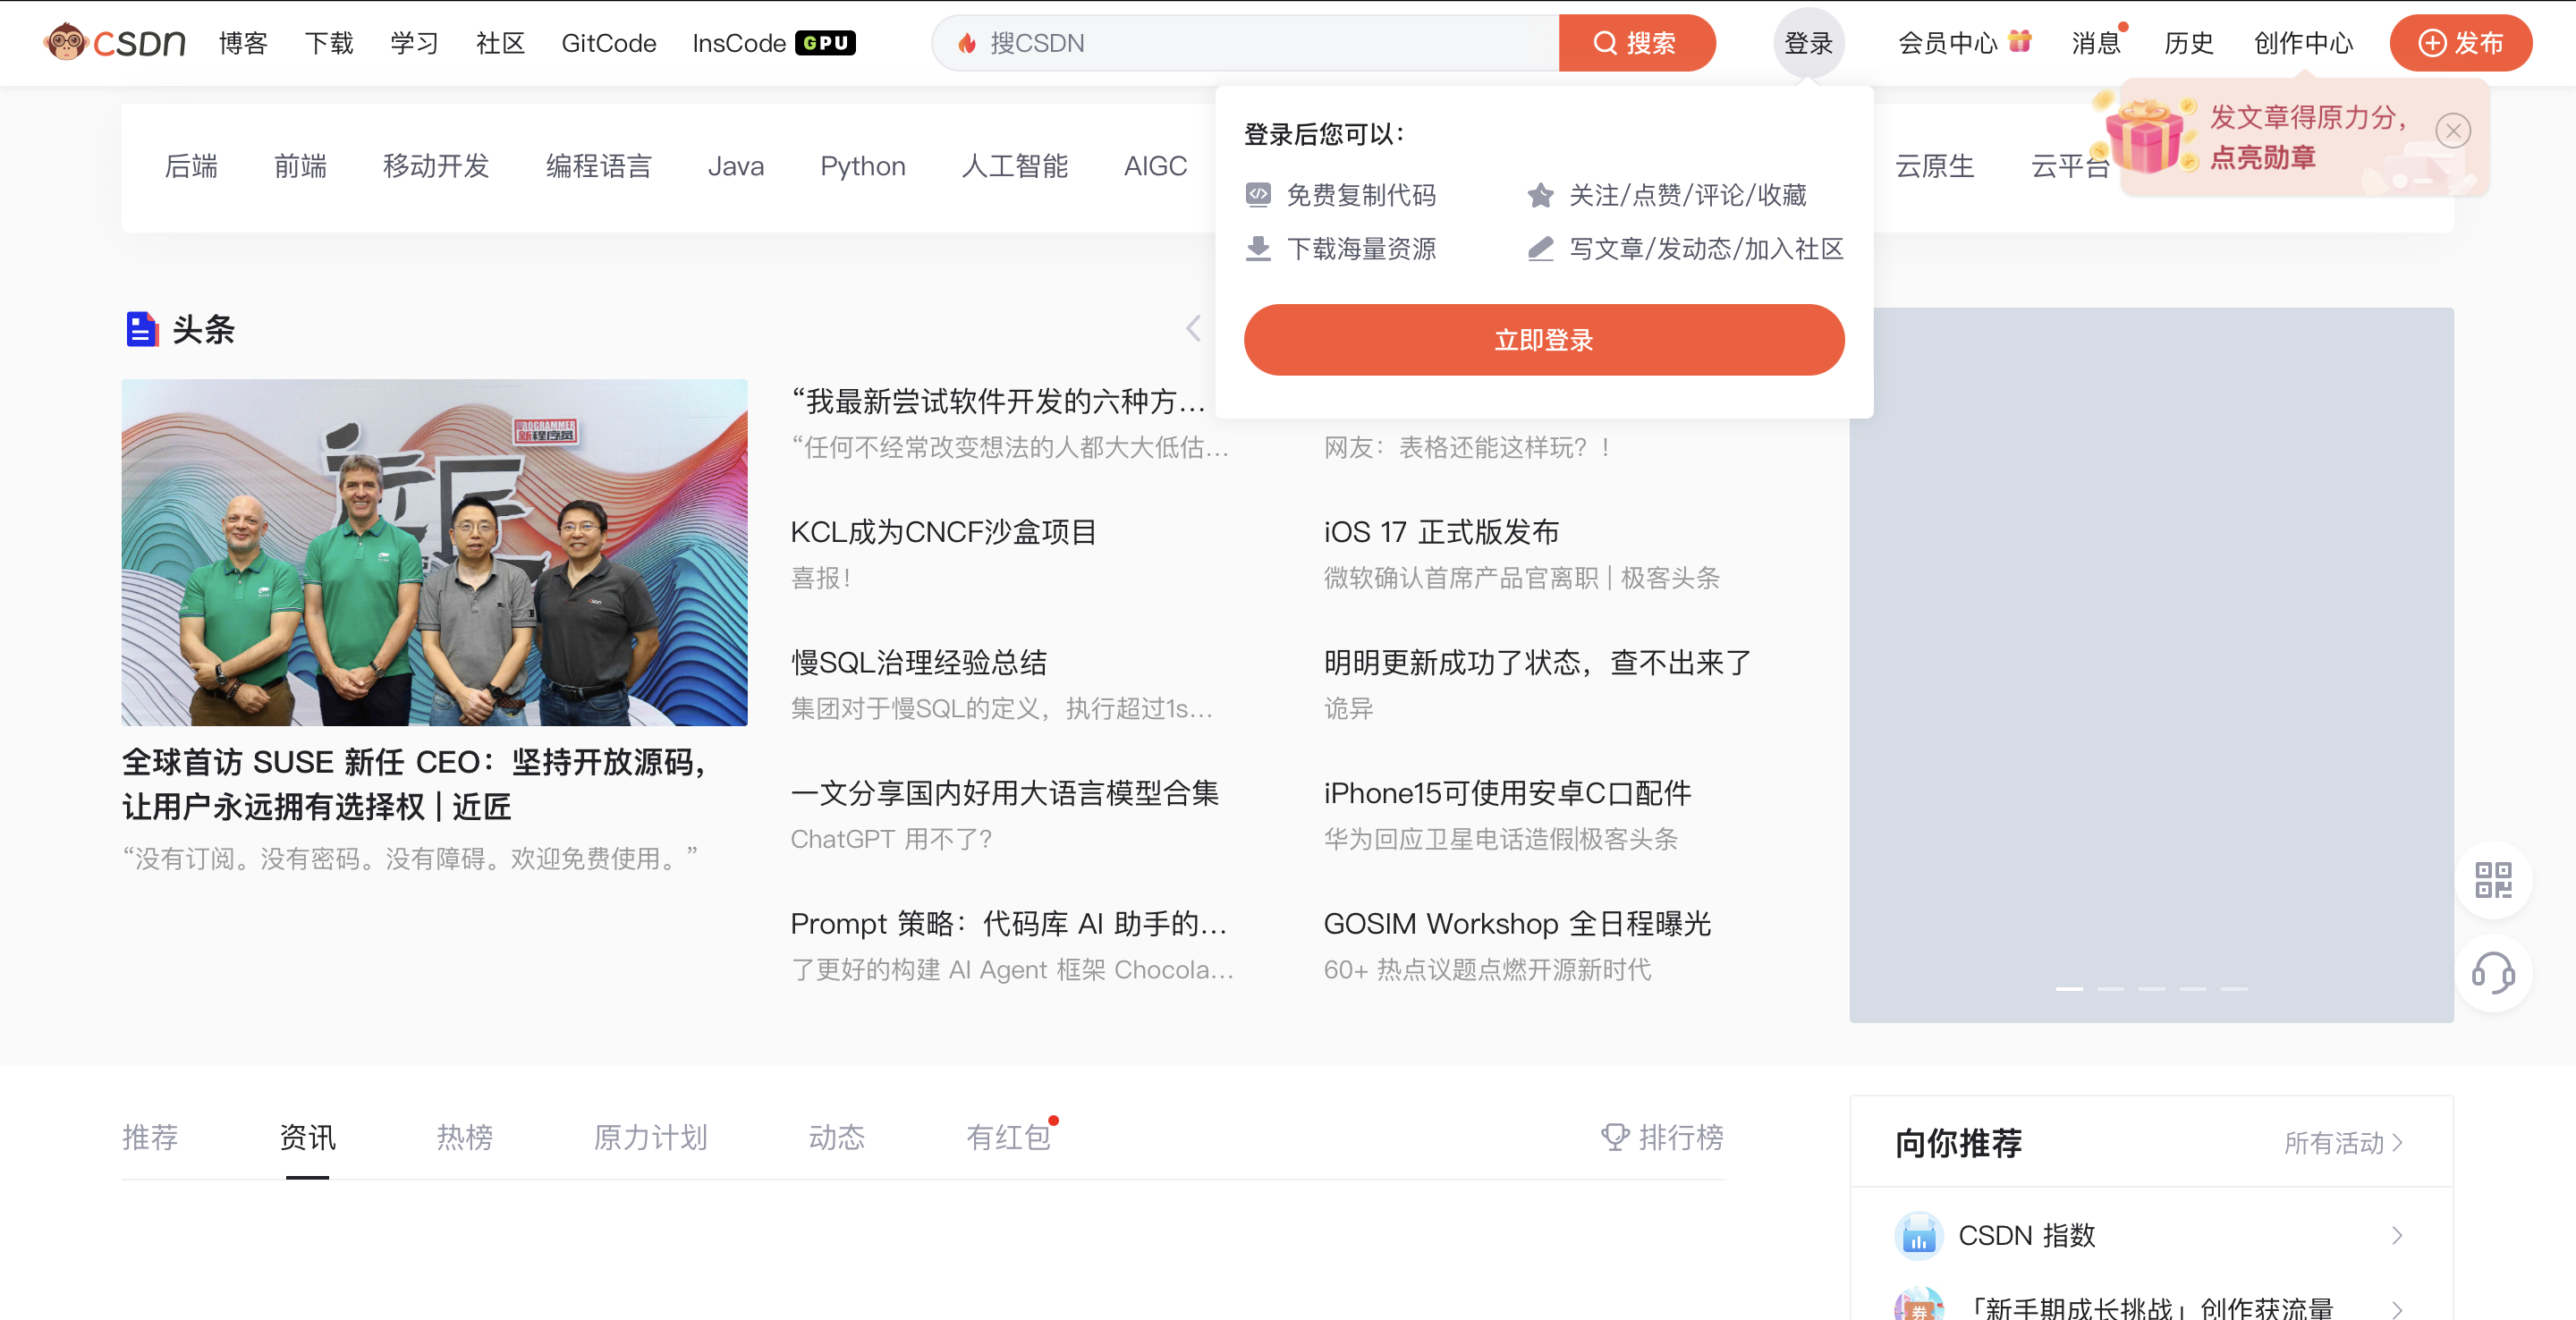 CSDN 博客 下载 学习 社区 GitCode InsCode GPU 搜CSDN 搜索 登录 会员中心 消息 历史 创作中心 发布
后端 前端 移动开发 编程语言 Java Python 人工智能 AIGC 云原生 云平台
发文章得原力分，
点亮勋章
登录后您可以：
免费复制代码 关注/点赞/评论/收藏
下载海量资源 写文章/发动态/加入社区
立即登录
头条
PROGRAMMER
新程序员
近匠
全球首访 SUSE 新任 CEO：坚持开放源码，
让用户永远拥有选择权 | 近匠
“没有订阅。没有密码。没有障碍。欢迎免费使用。”
“我最新尝试软件开发的六种方…
“任何不经常改变想法的人都大大低估…
KCL成为CNCF沙盒项目
喜报！
慢SQL治理经验总结
集团对于慢SQL的定义，执行超过1s…
一文分享国内好用大语言模型合集
ChatGPT 用不了？
Prompt 策略：代码库 AI 助手的…
了更好的构建 AI Agent 框架 Chocola…
网友：表格还能这样玩？！
iOS 17 正式版发布
微软确认首席产品官离职 | 极客头条
明明更新成功了状态，查不出来了
诡异
iPhone15可使用安卓C口配件
华为回应卫星电话造假|极客头条
GOSIM Workshop 全日程曝光
60+ 热点议题点燃开源新时代
推荐 资讯 热榜 原力计划 动态 有红包 排行榜
向你推荐 所有活动
CSDN 指数
券 「新手期成长挑战」创作获流量